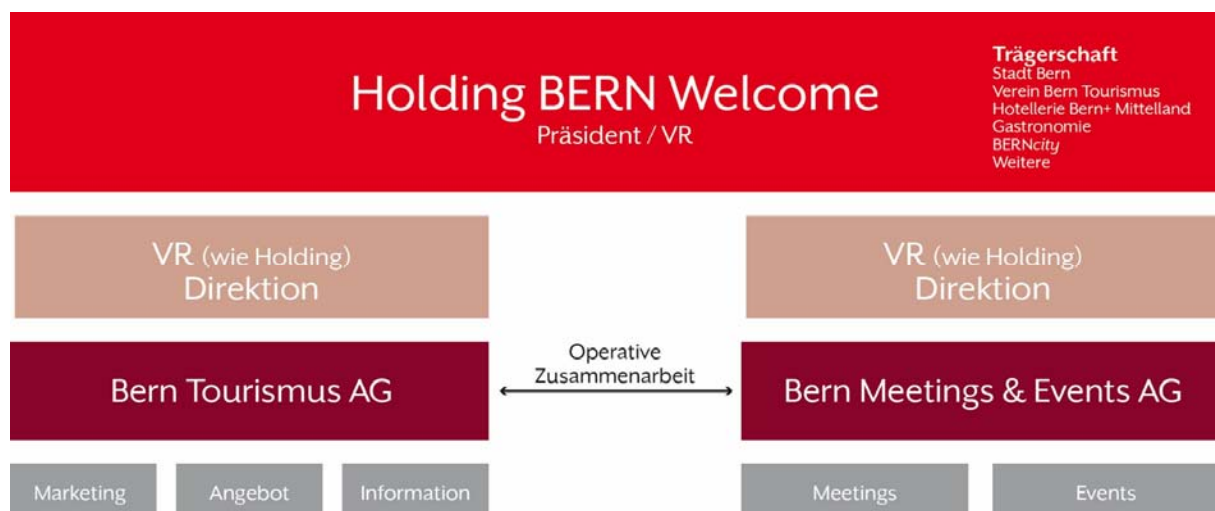 Holding BERN Welcome
Präsident / VR
Trägerschaft
Stadt Bern
Verein Bern Tourismus
Hotellerie Bern+ Mittelland
Gastronomie
BERNcity
Weitere
VR (wie Holding)
Direktion
VR (wie Holding)
Direktion
Bern Tourismus AG
Operative
Zusammenarbeit
Bern Meetings & Events AG
Marketing
Angebot
Information
Meetings
Events